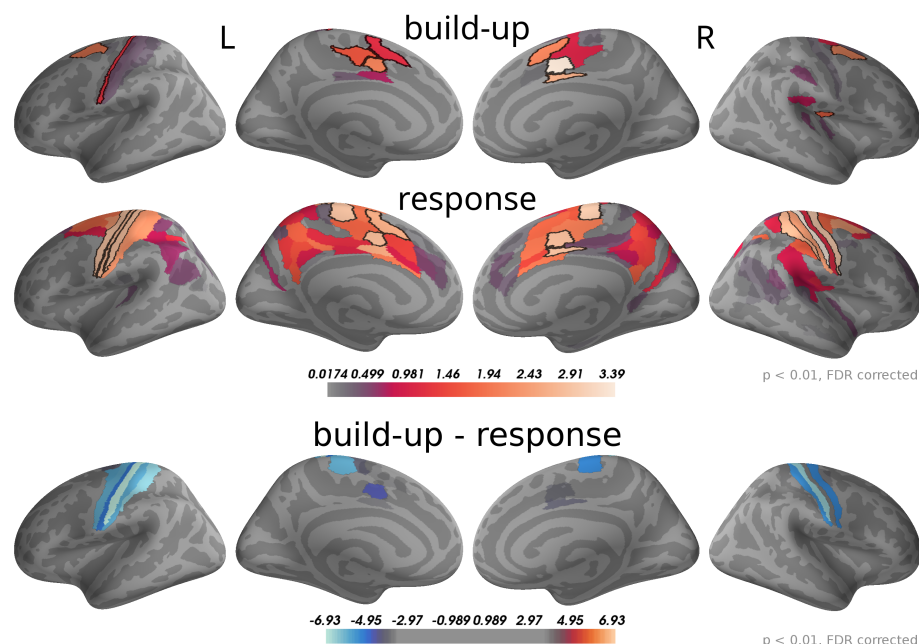 build-up
L
R
response
0.0174 0.499 0.981 1.46 1.94 2.43 2.91 3.39
p < 0.01, FDR corrected
build-up - response
-6.93 -4.95 -2.97 -0.989 0.989 2.97 4.95 6.93
p < 0.01, FDR corrected